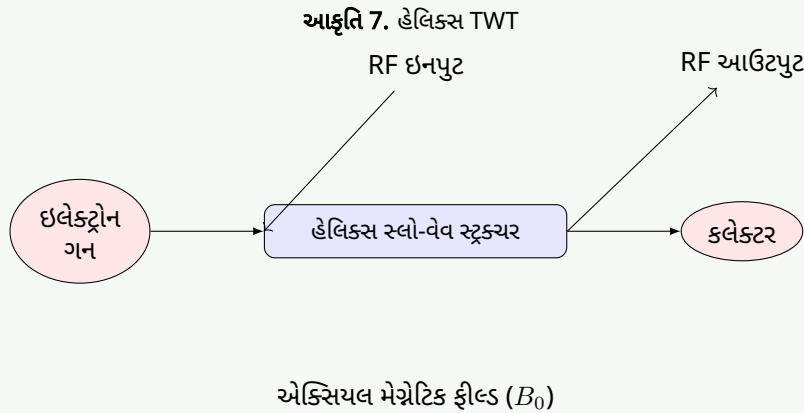 આકૃતિ 7. હેલિક્સ TWT
RF ઇનપુટ
RF આઉટપુટ
ઇલેક્ટ્રોન
ગન
હેલિક્સ સ્લો-વેવ સ્ટ્રક્ચર
કલેક્ટર
એક્સિયલ મેગ્નેટિક ફીલ્ડ (B₀)